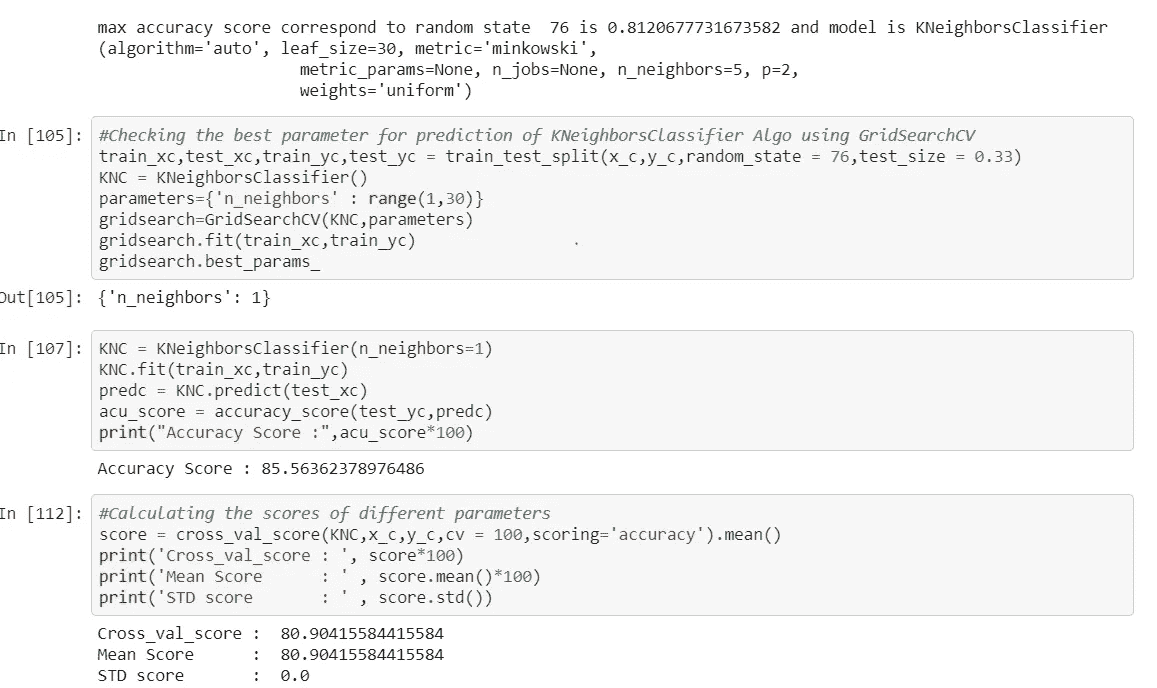 max accuracy score correspond to random state  76 is 0.8120677731673582 and model is KNeighborsClassifier
(algorithm='auto', leaf_size=30, metric='minkowski',
                     metric_params=None, n_jobs=None, n_neighbors=5, p=2,
                     weights='uniform')
In [105]: #Checking the best parameter for prediction of KNeighborsClassifier Algo using GridSearchCV
train_xc,test_xc,train_yc,test_yc = train_test_split(x_c,y_c,random_state = 76,test_size = 0.33)
KNC = KNeighborsClassifier()
parameters={'n_neighbors' : range(1,30)}
gridsearch=GridSearchCV(KNC,parameters)
gridsearch.fit(train_xc,train_yc)
gridsearch.best_params_
Out[105]: {'n_neighbors': 1}
In [107]: KNC = KNeighborsClassifier(n_neighbors=1)
KNC.fit(train_xc,train_yc)
predc = KNC.predict(test_xc)
acu_score = accuracy_score(test_yc,predc)
print("Accuracy Score :",acu_score*100)
Accuracy Score : 85.56362378976486
In [112]: #Calculating the scores of different parameters
score = cross_val_score(KNC,x_c,y_c,cv = 100,scoring='accuracy').mean()
print('Cross_val_score : ', score*100)
print('Mean Score      : ' , score.mean()*100)
print('STD score       : ' , score.std())
Cross_val_score :  80.90415584415584
Mean Score      :  80.90415584415584
STD score       :  0.0